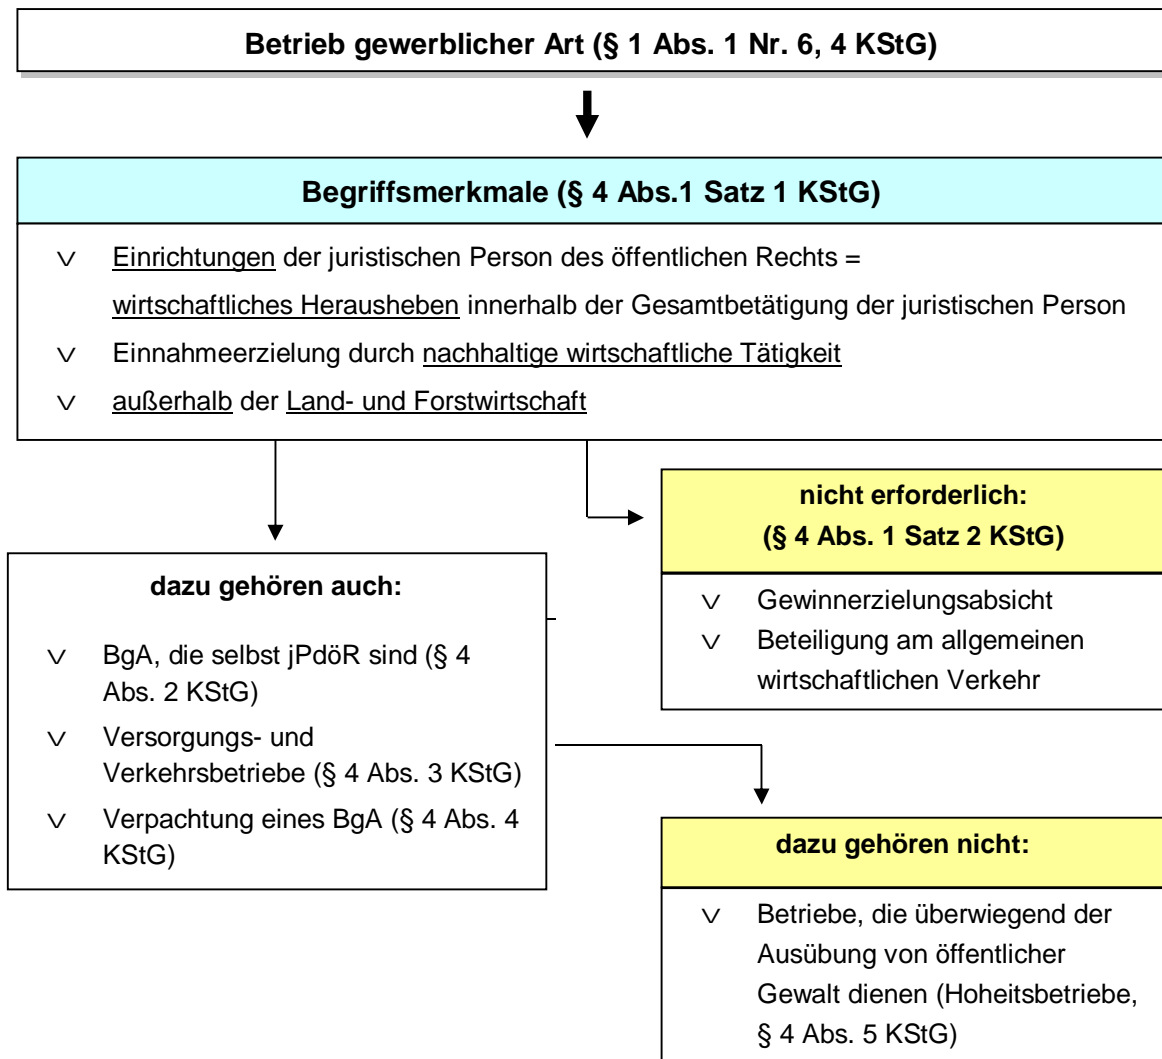 Betrieb gewerblicher Art (§ 1 Abs. 1 Nr. 6, 4 KStG)
Begriffsmerkmale (§ 4 Abs.1 Satz 1 KStG)
v Einrichtungen der juristischen Person des öffentlichen Rechts =
wirtschaftliches Herausheben innerhalb der Gesamtbetätigung der juristischen Person
v Einnahmeerzielung durch nachhaltige wirtschaftliche Tätigkeit
v außerhalb der Land- und Forstwirtschaft
nicht erforderlich:
(§ 4 Abs. 1 Satz 2 KStG)
v Gewinnerzielungsabsicht
v Beteiligung am allgemeinen
wirtschaftlichen Verkehr
dazu gehören auch:
v BgA, die selbst jPdöR sind (§ 4
Abs. 2 KStG)
v Versorgungs- und
Verkehrsbetriebe (§ 4 Abs. 3 KStG)
v Verpachtung eines BgA (§ 4 Abs. 4
KStG)
dazu gehören nicht:
v Betriebe, die überwiegend der
Ausübung von öffentlicher
Gewalt dienen (Hoheitsbetriebe,
§ 4 Abs. 5 KStG)